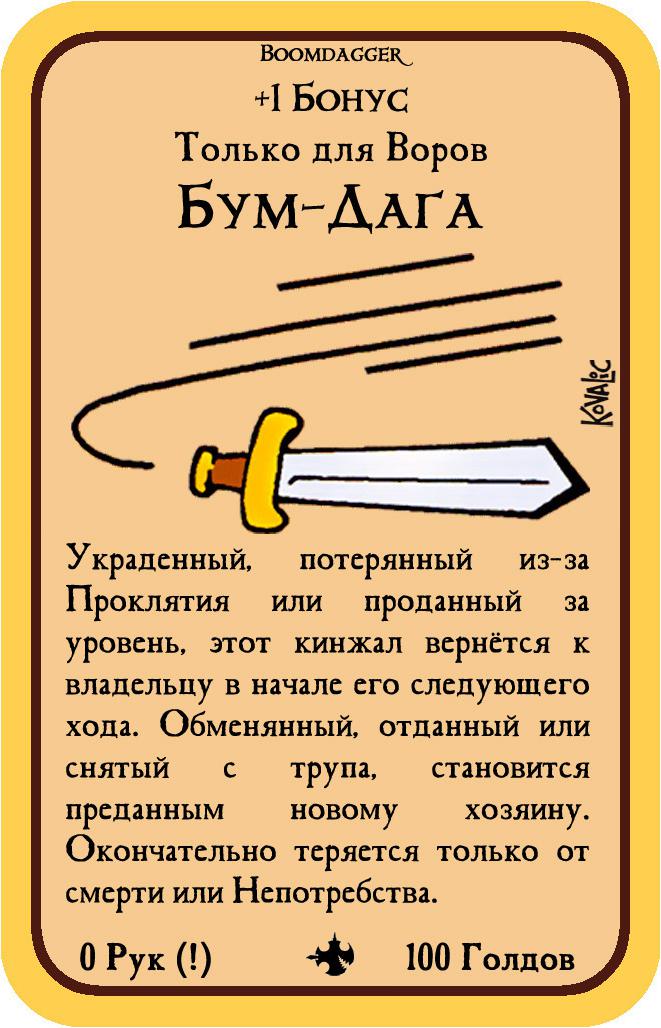 Boomdagger
+1 Бонус
Только для Воров
Бум-Дага
Kovalic
Украденный, потерянный из-за
Проклятия или проданный за
уровень, этот кинжал вернётся к
владельцу в начале его следующего
хода. Обменянный, отданный или
снятый с трупа, становится
преданным новому хозяину.
Окончательно теряется только от
смерти или Непотребства.
0 Рук (!) 100 Голдов